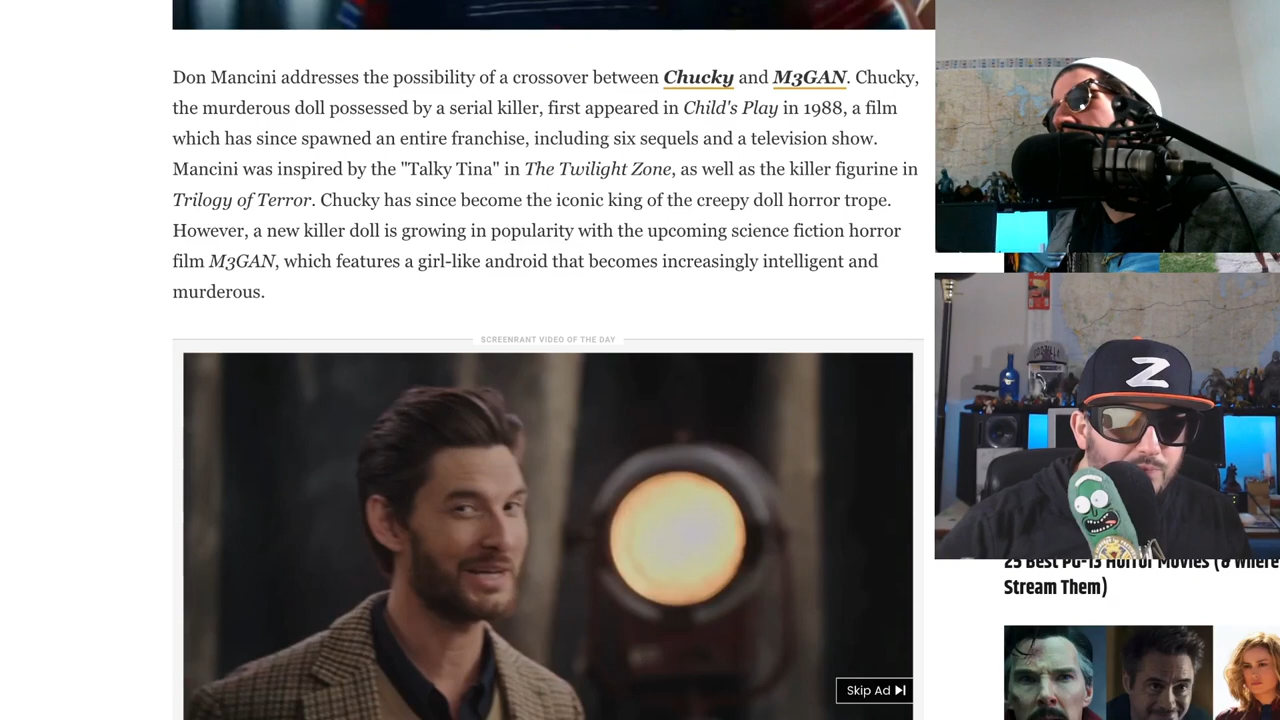 Don Mancini addresses the possibility of a crossover between Chucky and M3GAN. Chucky,
the murderous doll possessed by a serial killer, first appeared in Child's Play in 1988, a film
which has since spawned an entire franchise, including six sequels and a television show.
Mancini was inspired by the "Talky Tina" in The Twilight Zone, as well as the killer figurine in
Trilogy of Terror. Chucky has since become the iconic king of the creepy doll horror trope.
However, a new killer doll is growing in popularity with the upcoming science fiction horror
film M3GAN, which features a girl-like android that becomes increasingly intelligent and
murderous.
SCREENRANT VIDEO OF THE DAY
Skip Ad
Z
25 Best PG-13 Horror Movies (& Where
Stream Them)